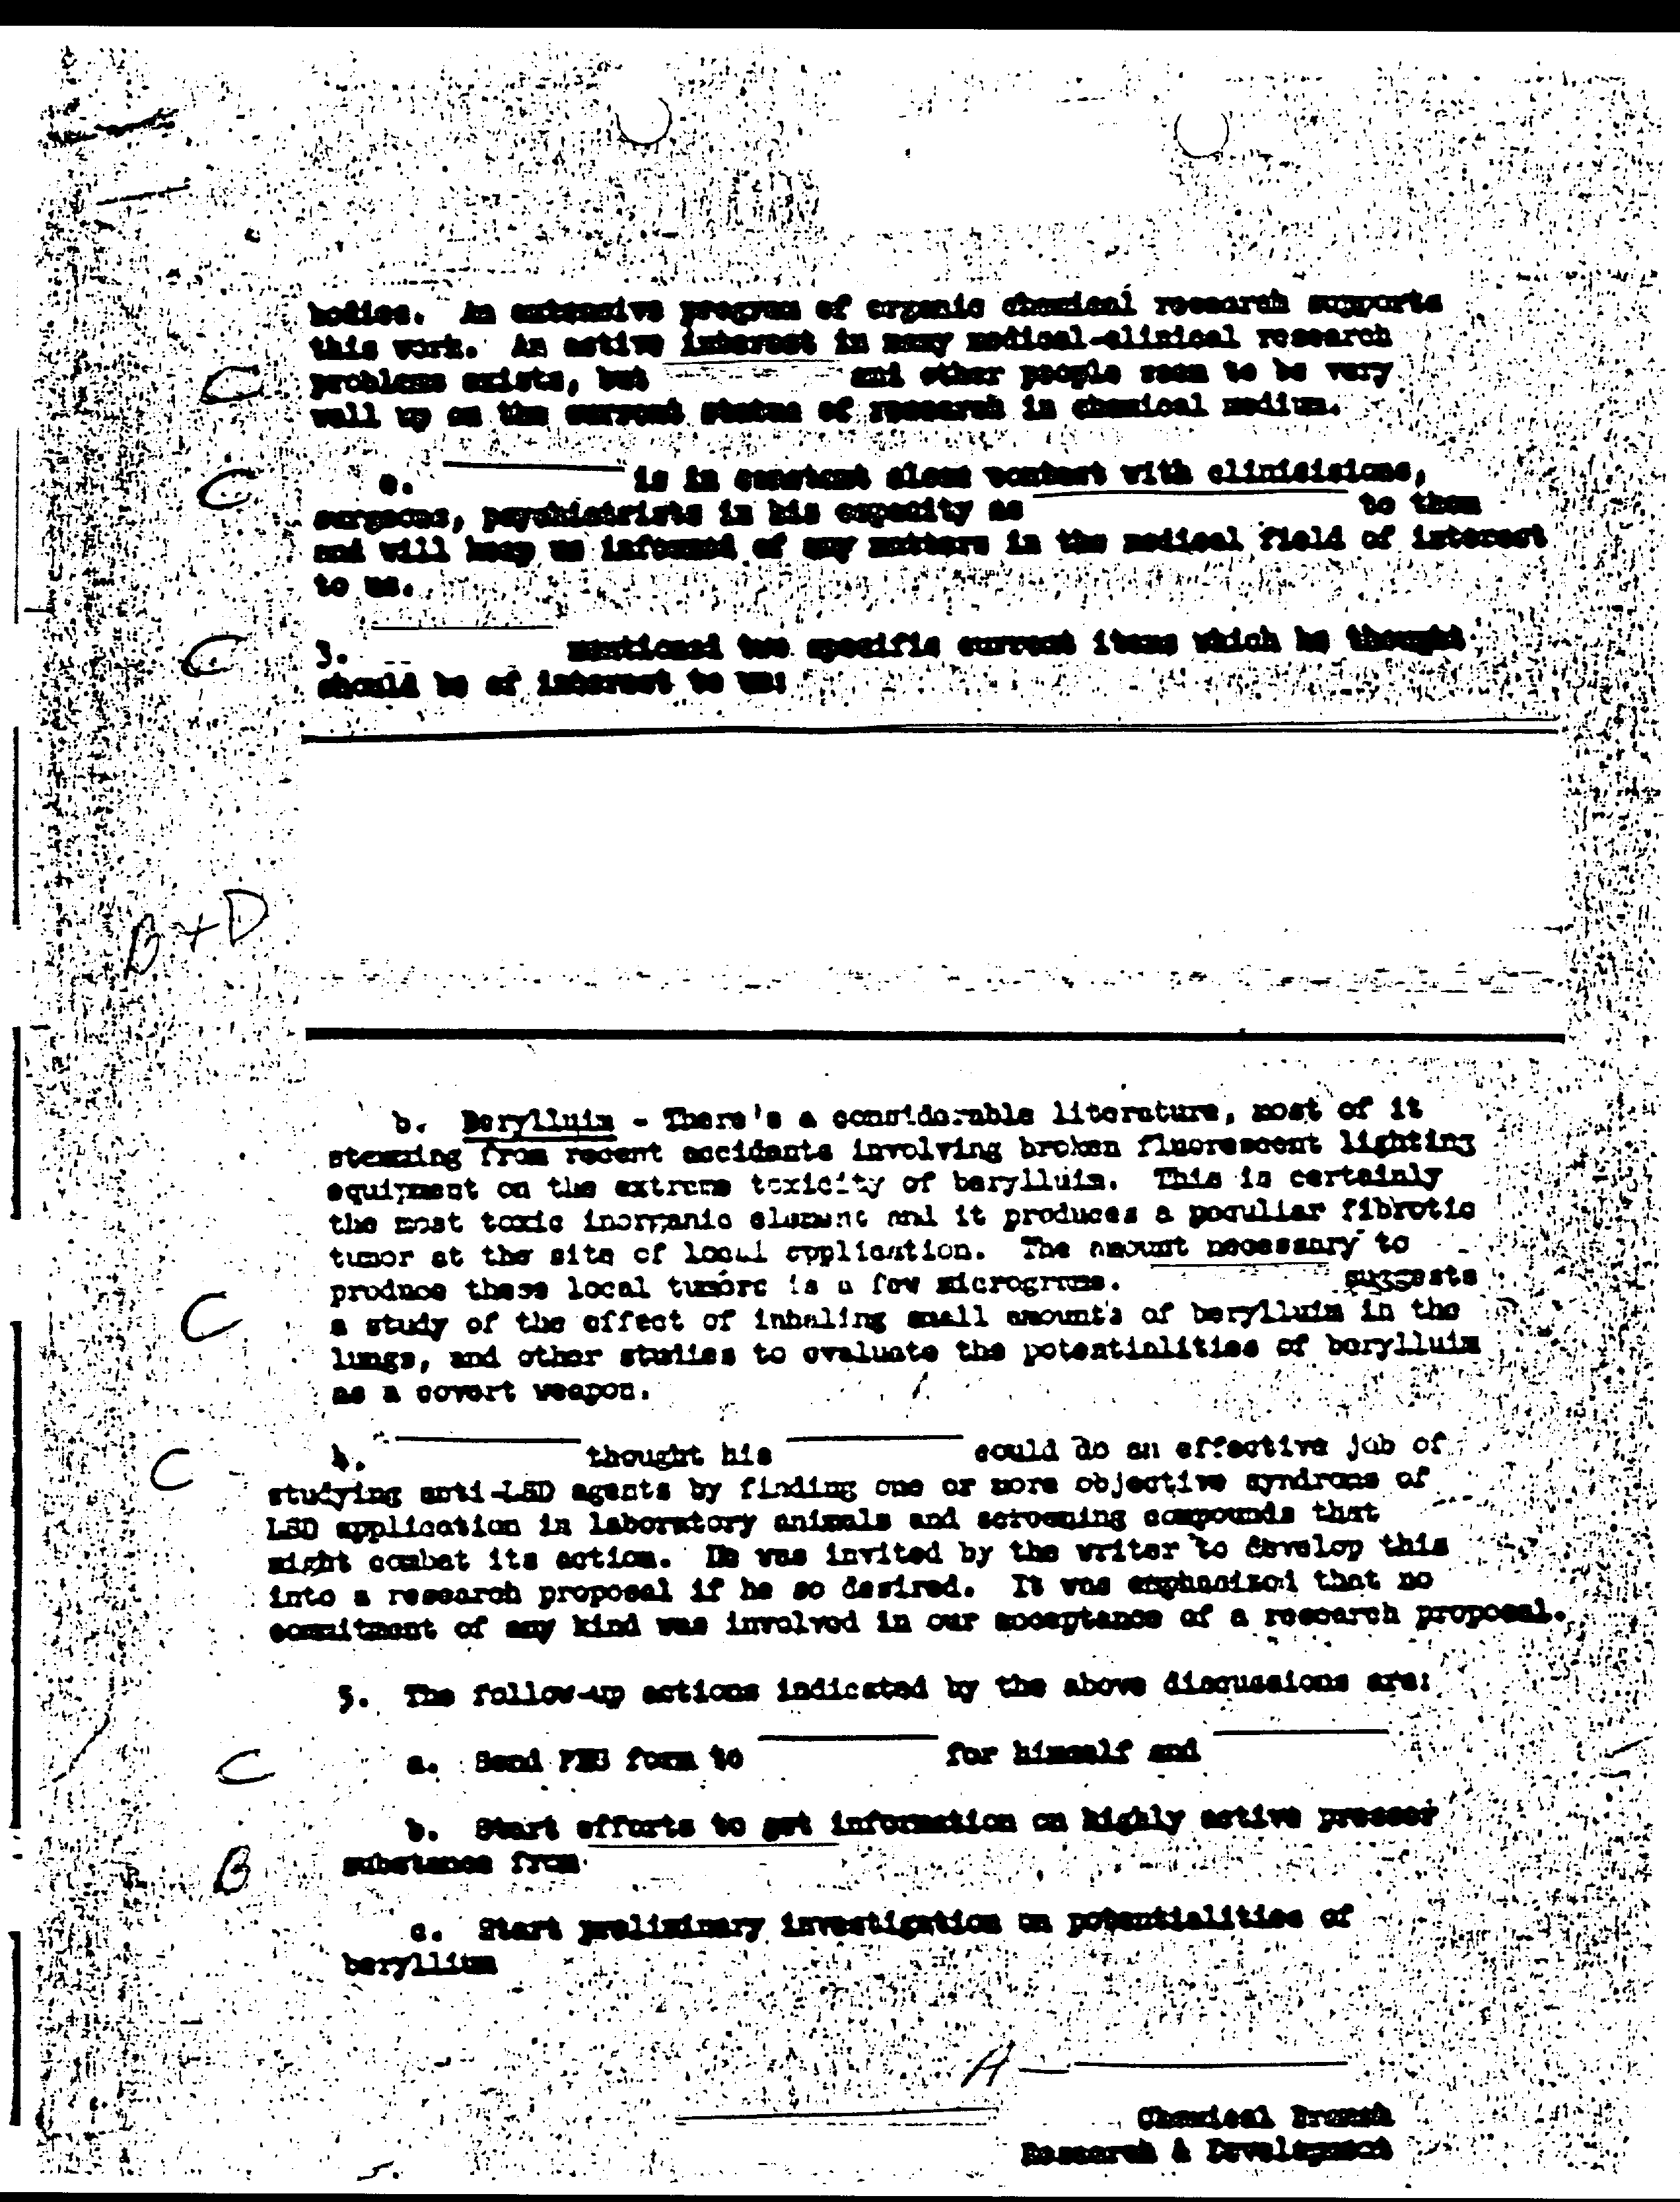 bodies. An extensive program of organic chemical research supports
this work. An active interest in many medical-clinical research
problems exists, but and other people seem to be very
well up on the current status of research in chemical medium.
C
C
e. is in constant close contact with clinicisions,
surgeons, psychiatrists in his capacity as to them
and will keep us informed of any matters in the medical field of interest
to us.
C
3. mentioned two specific current items which he thought
should be of interest to us:
B+D
b. Berylluim - There's a considerable literature, most of it
stemming from recent accidents involving broken fluorescent lighting
equipment on the extreme toxicity of berylluim. This is certainly
the most toxic inorganic element and it produces a peculiar fibrotic
tumor at the site of local application. The amount necessary to
produce these local tumors is a few micrograms. suggests
C
a study of the effect of inhaling small amounts of berylluim in the
lungs, and other studies to evaluate the potentialities of berylluim
as a covert weapon.
C
4. thought his could do an effective job of
studying anti-LSD agents by finding one or more objective syndroms of
LSD application in laboratory animals and screening compounds that
might combat its action. He was invited by the writer to develop this
into a research proposal if he so desired. It was emphasized that no
commitment of any kind was involved in our acceptance of a research proposal.
5. The follow-up actions indicated by the above discussions are:
C
a. Send PHS form to for himself and
b. Start efforts to get information on highly active pressor
B
substance from
c. Start preliminary investigation on potentialities of
beryllium
A
Chemical Branch
Research & Development